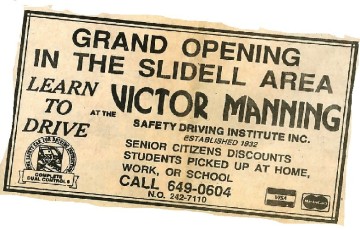 GRAND OPENING
IN THE SLIDELL AREA
LEARN
TO
DRIVE
AT THE
VICTOR MANNING
SAFETY DRIVING INSTITUTE INC.
ESTABLISHED 1932
SENIOR CITIZENS DISCOUNTS
STUDENTS PICKED UP AT HOME,
WORK, OR SCHOOL
CALL 649-0604
N.O. 242-7110
COMPLETE
DUAL CONTROLS
VISA
MasterCard